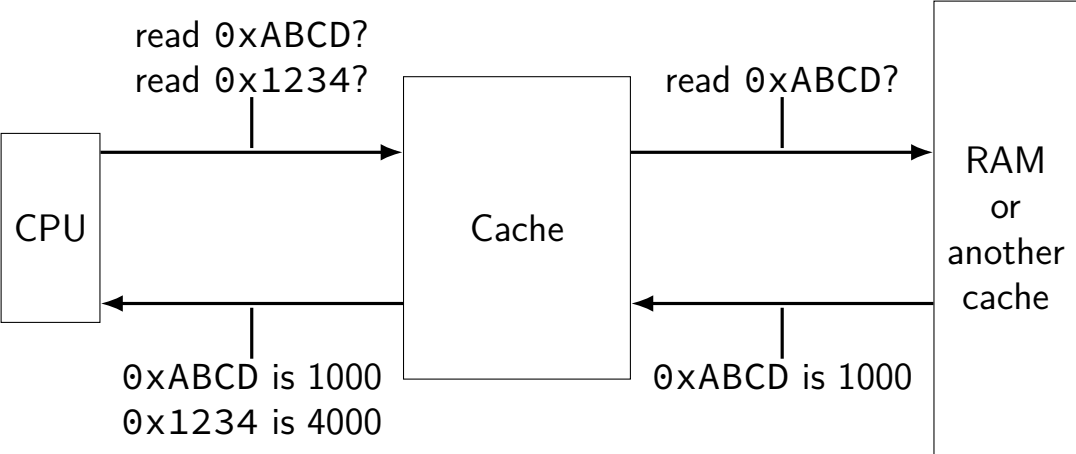 read 0xABCD?
read 0x1234?
read 0xABCD?
CPU
Cache
RAM
or
another
cache
0xABCD is 1000
0x1234 is 4000
0xABCD is 1000